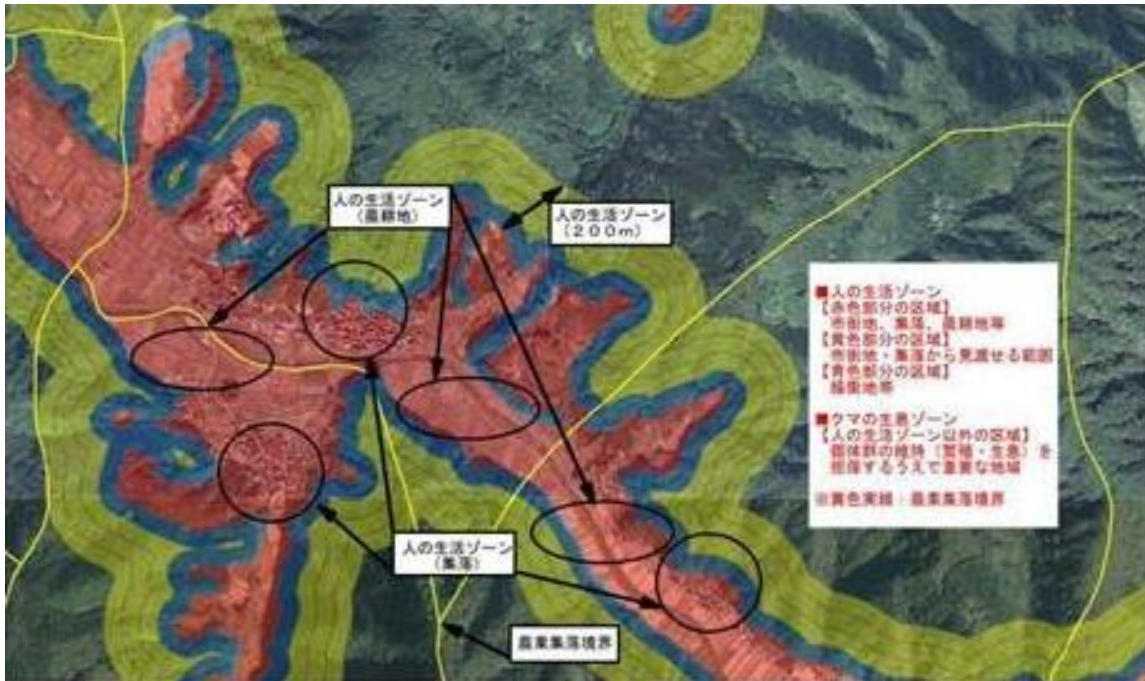 人の生活ゾーン
(農耕地)
人の生活ゾーン
(200m)
■人の生活ゾーン
【赤色部分の区域】
市街地、集落、農耕地等
【黄色部分の区域】
市街地・集落から見渡せる範囲
【青色部分の区域】
緩衝地帯
■クマの生息ゾーン
【人の生活ゾーン以外の区域】
個体群の維持(繁殖・生息)を
担保するうえで重要な地域
※黄色実線:農業集落境界
人の生活ゾーン
(集落)
農業集落境界